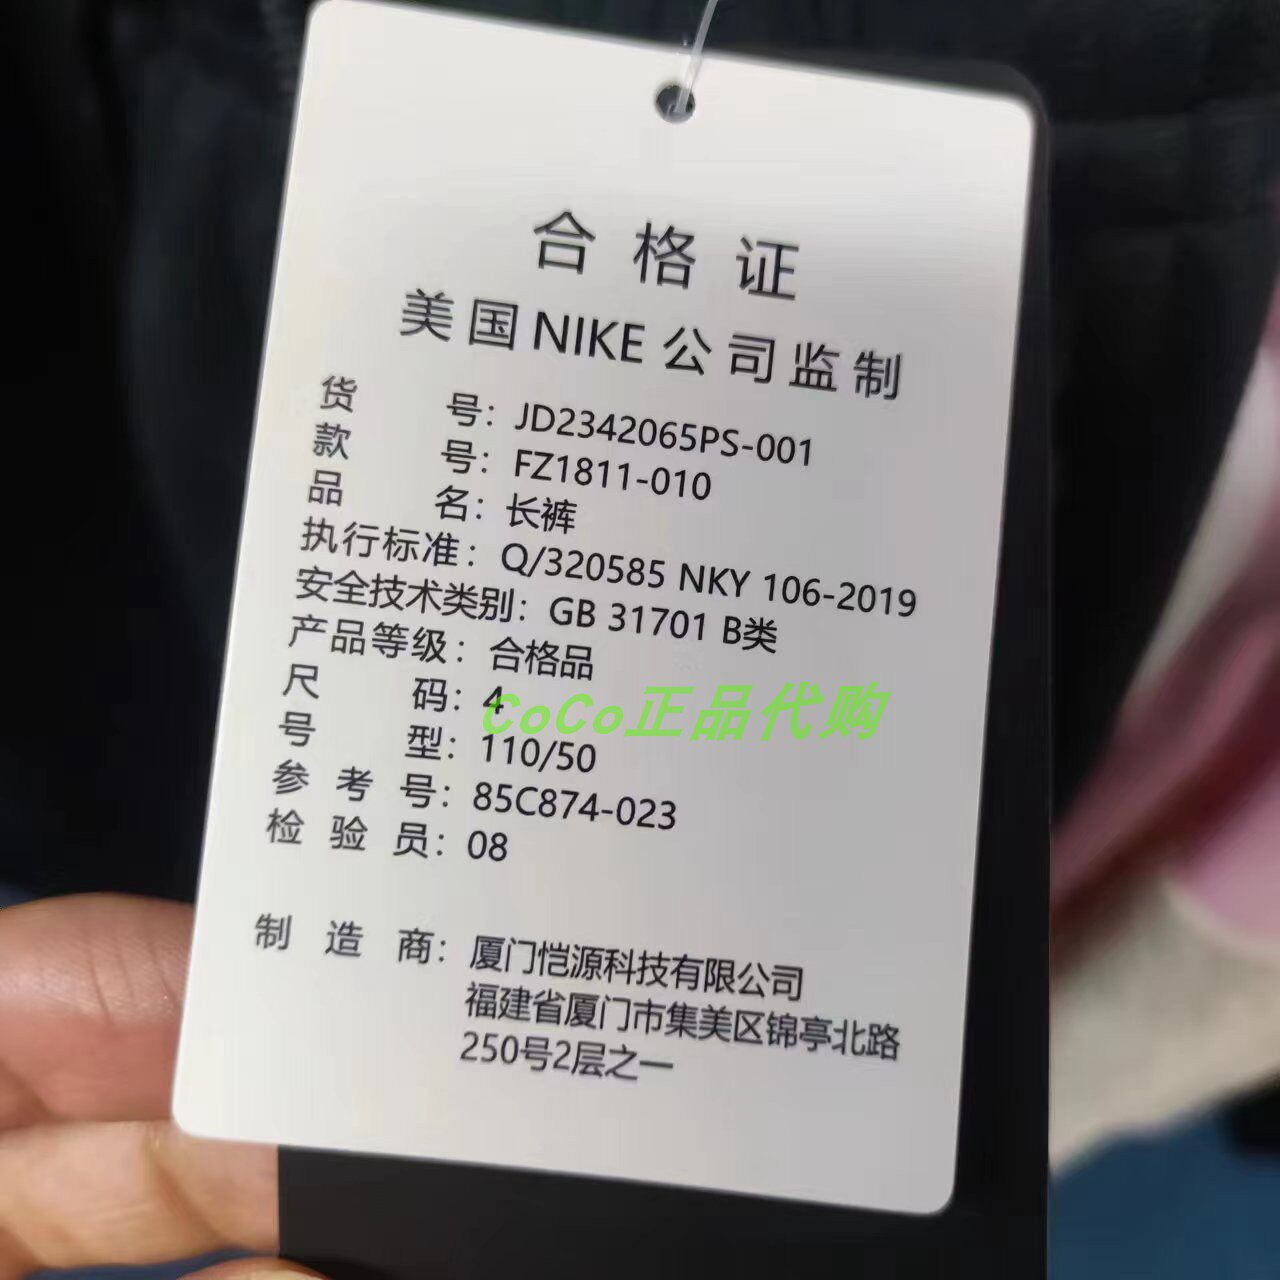 合格证
美国NIKE公司监制
货号：JD2342065PS-001
款号：FZ1811-010
品名：长裤
执行标准：Q/320585 NKY 106-2019
安全技术类别：GB 31701 B类
产品等级：合格品
尺码：4
CoCo正品代购
号型：110/50
参考号：85C874-023
检验员：08
制造商：厦门恺源科技有限公司
福建省厦门市集美区锦亭北路
250号2层之一